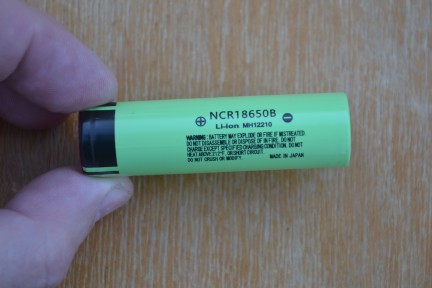 ⊕ NCR18650B ⊖
Li-ion MH12210
WARNING: BATTERY MAY EXPLODE OR FIRE IF MISTREATED.
DO NOT DISASSEMBLE OR DISPOSE OF IN FIRE. DO NOT
CHARGE EXCEPT SPECIFIED CHARGING CONDITION. DO NOT
HEAT ABOVE 212°F. OR SHORT CIRCUIT.
DO NOT CRUSH OR MODIFY. MADE IN JAPAN